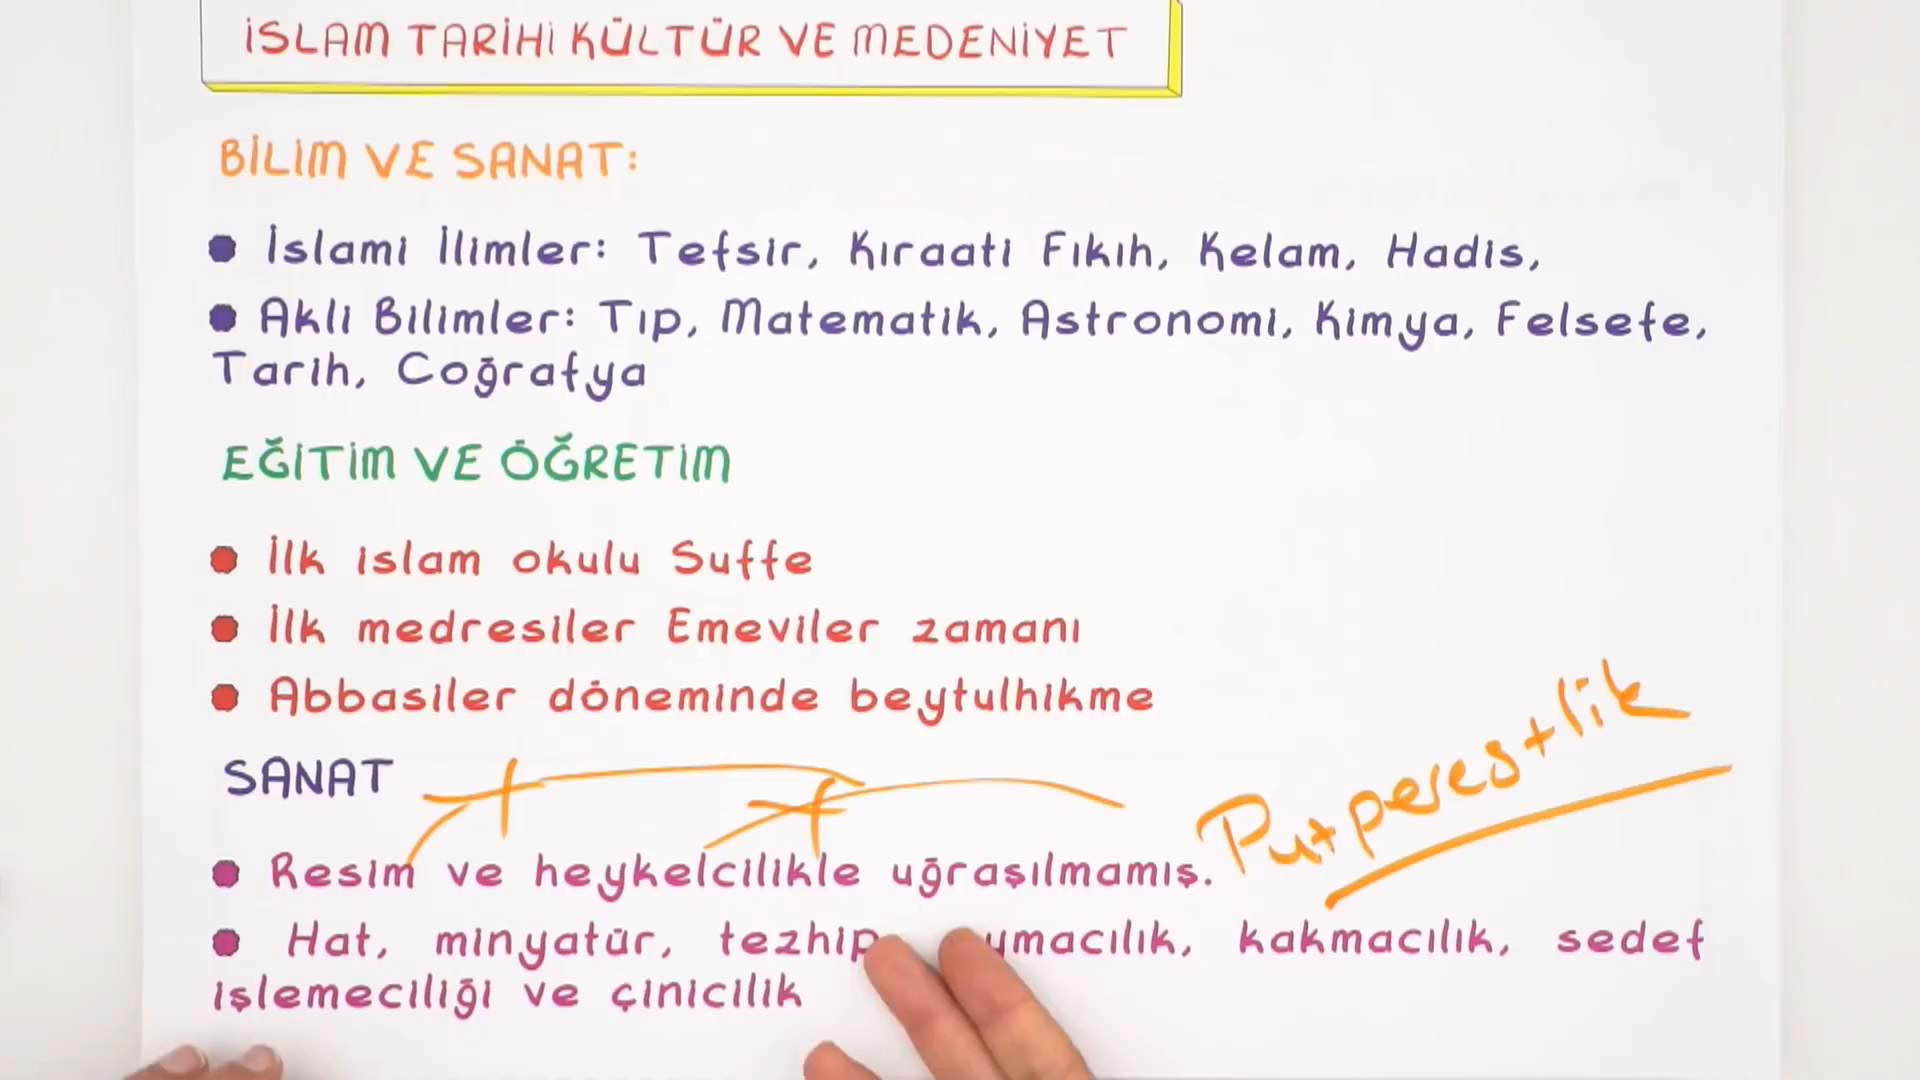 İSLAM TARİHİ KÜLTÜR VE MEDENİYET
BİLİM VE SANAT:
● İslami İlimler: Tefsir, Kıraati Fıkıh, Kelam, Hadis,
● Akli Bilimler: Tıp, Matematik, Astronomi, Kimya, Felsefe,
Tarih, Coğrafya
EĞİTİM VE ÖĞRETİM
● İlk islam okulu Suffe
● İlk medresiler Emeviler zamanı
● Abbasiler döneminde beytulhikme
SANAT
● Resim ve heykelcilikle uğraşılmamış.
Putperestlik
● Hat, minyatür, tezhip kakmacılık, sedef
işlemeciliği ve çinicilik